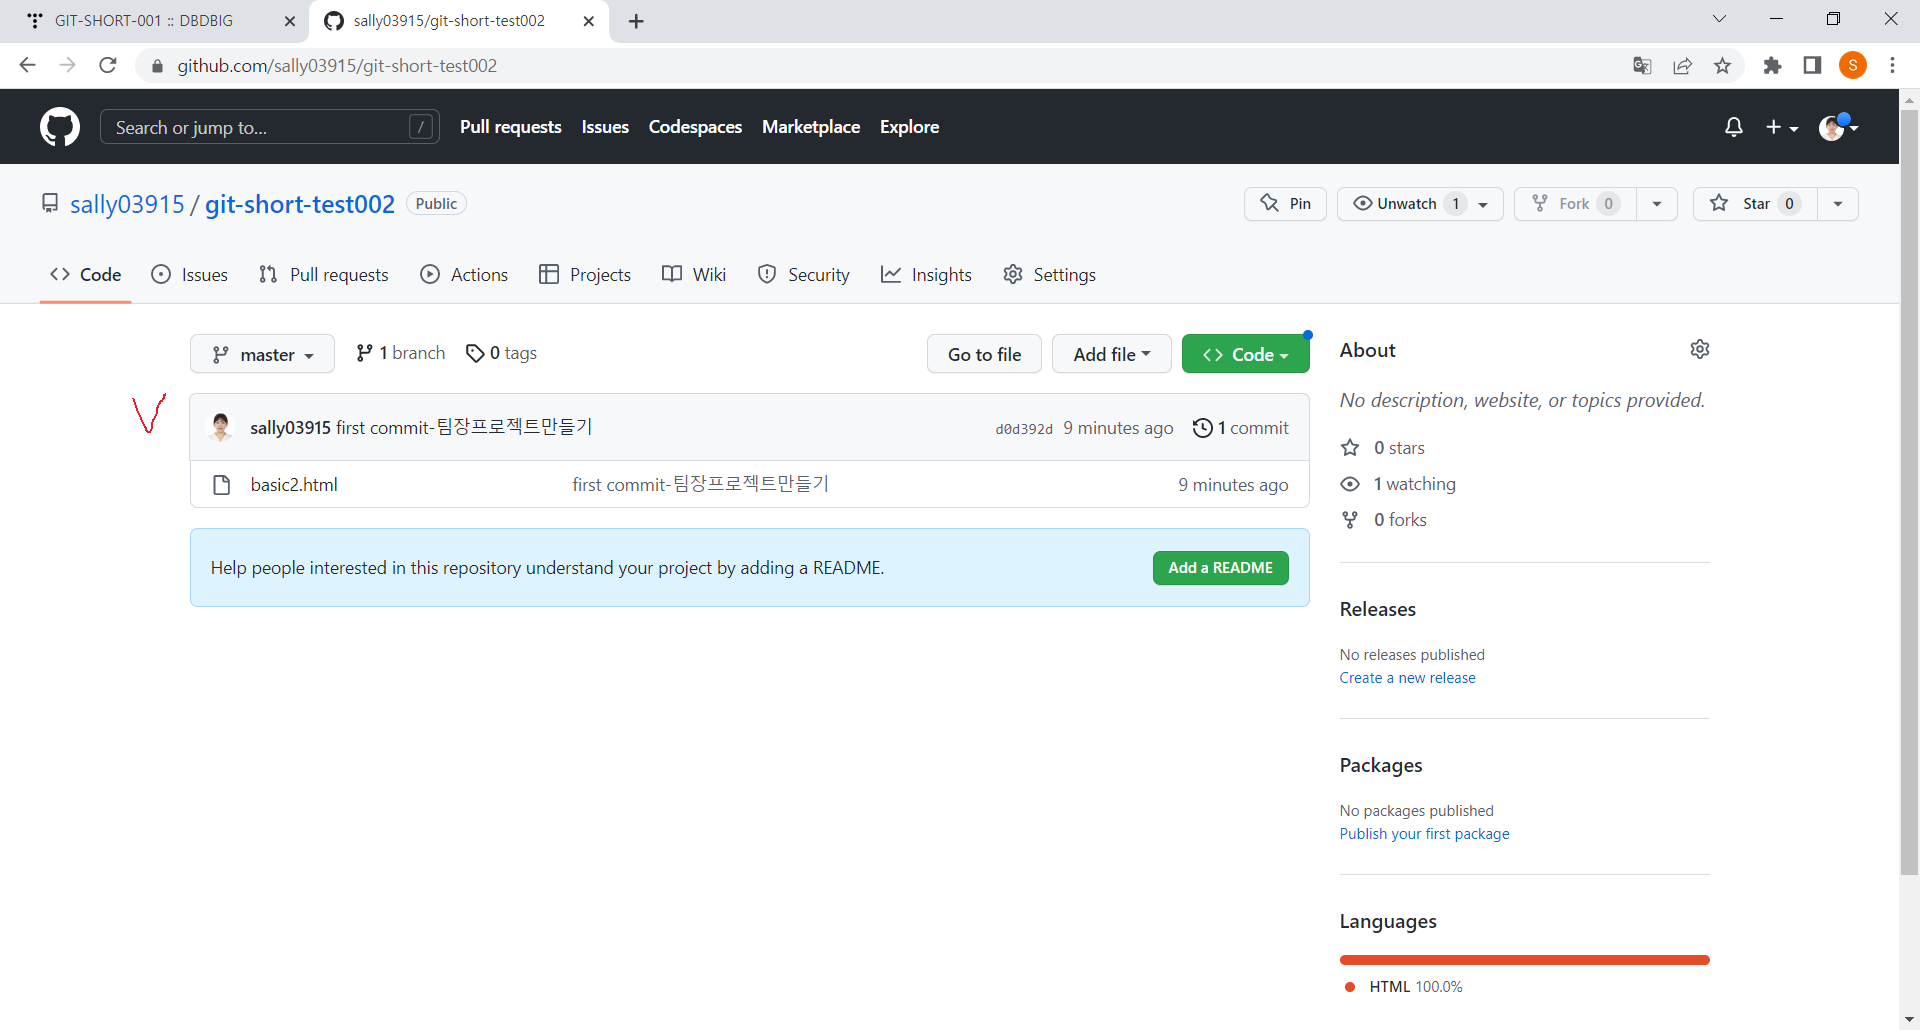 GIT-SHORT-001 :: DBDBIG
sally03915/git-short-test002
github.com/sally03915/git-short-test002
S
Search or jump to...
/
Pull requests
Issues
Codespaces
Marketplace
Explore
sally03915 / git-short-test002
Public
Pin
Unwatch 1
Fork 0
Star 0
Code
Issues
Pull requests
Actions
Projects
Wiki
Security
Insights
Settings
master
1 branch
0 tags
Go to file
Add file
Code
V
sally03915 first commit-팀장프로젝트만들기
d0d392d 9 minutes ago
1 commit
basic2.html
first commit-팀장프로젝트만들기
9 minutes ago
Help people interested in this repository understand your project by adding a README.
Add a README
About
No description, website, or topics provided.
0 stars
1 watching
0 forks
Releases
No releases published
Create a new release
Packages
No packages published
Publish your first package
Languages
HTML 100.0%